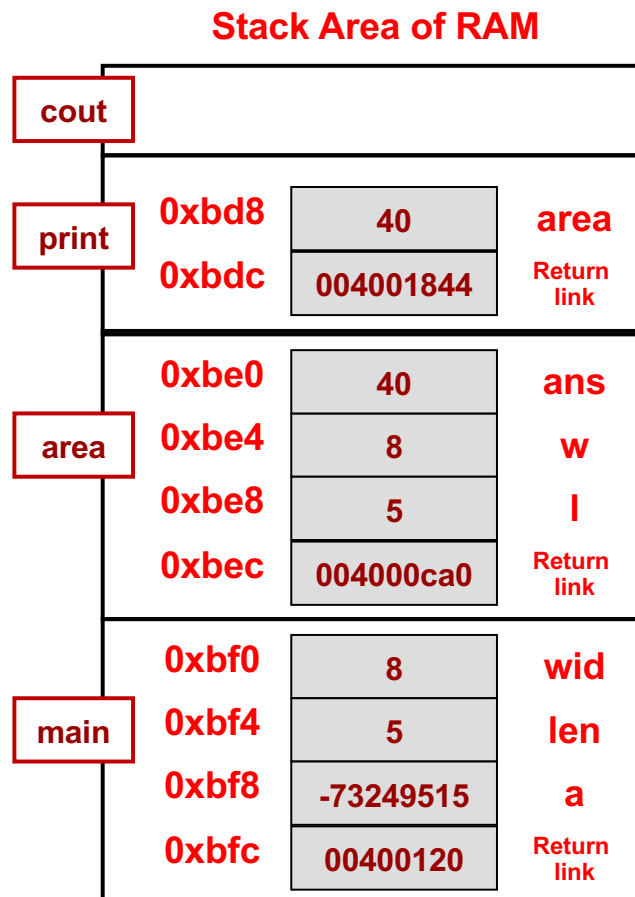 Stack Area of RAM
cout
print
0xbd8 40 area
0xbdc 004001844 Return
link
area
0xbe0 40 ans
0xbe4 8 w
0xbe8 5 l
0xbec 004000ca0 Return
link
main
0xbf0 8 wid
0xbf4 5 len
0xbf8 -73249515 a
0xbfc 00400120 Return
link